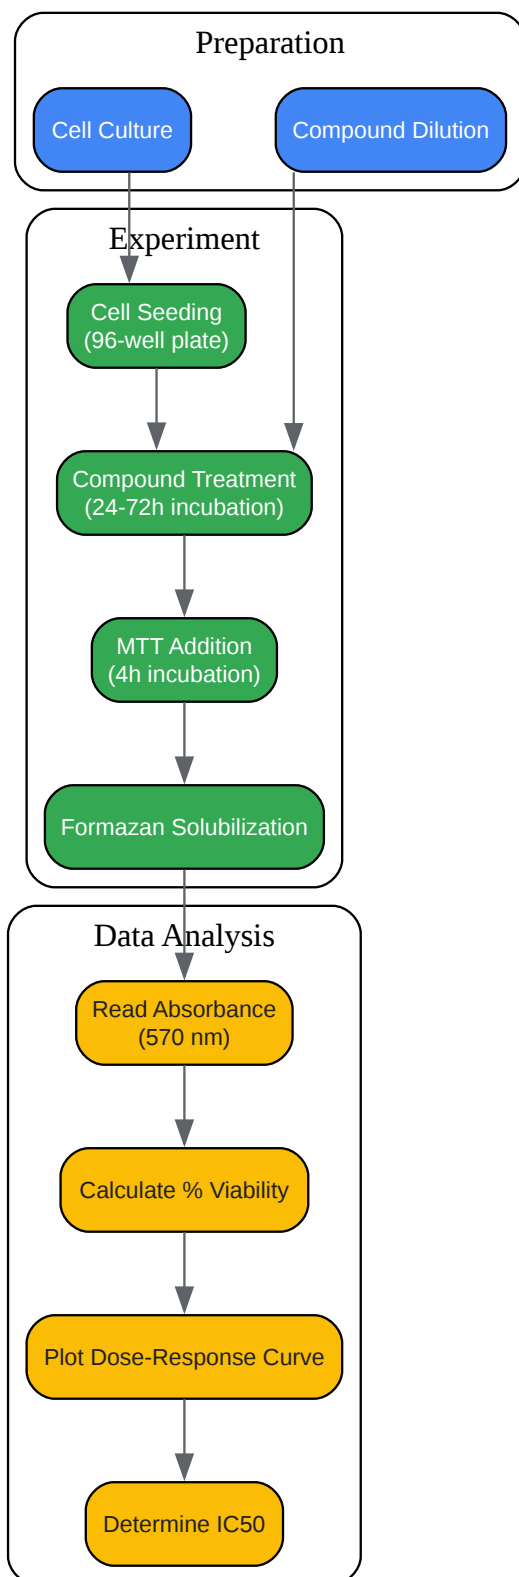 Preparation
Cell Culture
Compound Dilution
Experiment
Cell Seeding
(96-well plate)
Compound Treatment
(24-72h incubation)
MTT Addition
(4h incubation)
Formazan Solubilization
Data Analysis
Read Absorbance
(570 nm)
Calculate % Viability
Plot Dose-Response Curve
Determine IC50